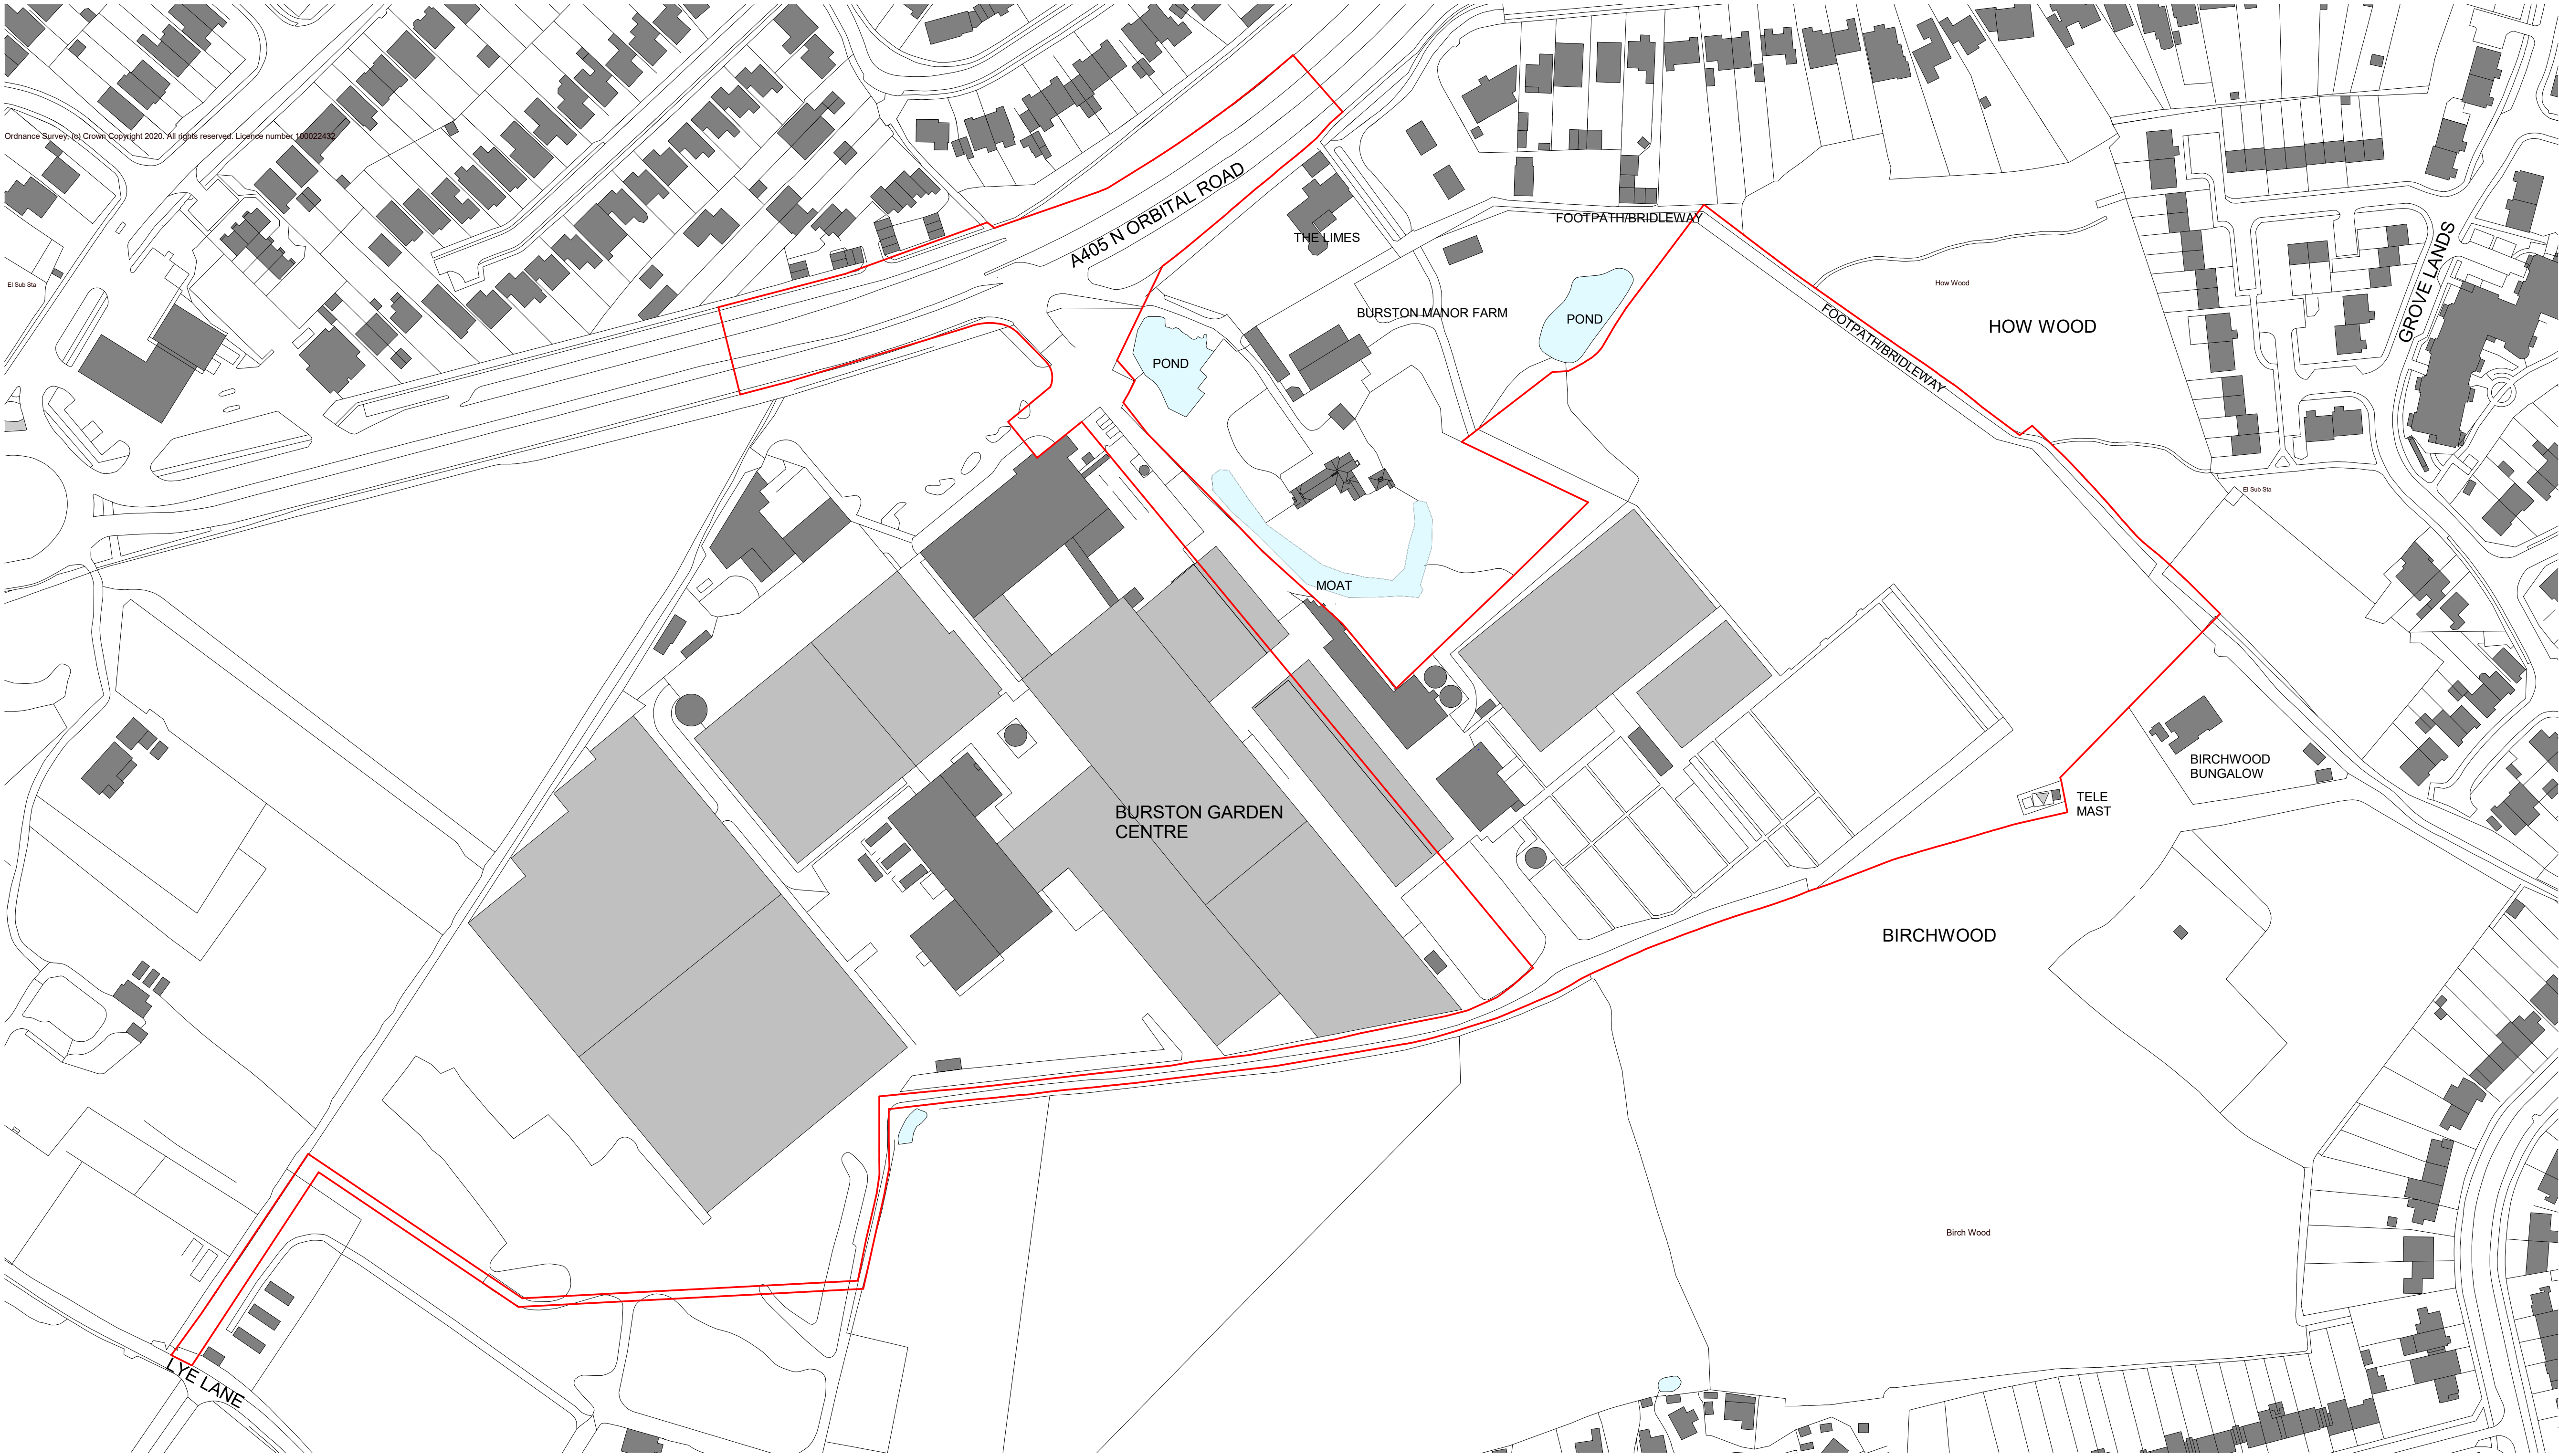 Ordnance Survey, (c) Crown Copyright 2020. All rights reserved. Licence number 100022432
A405 N ORBITAL ROAD
FOOTPATH/BRIDLEWAY
THE LIMES
El Sub Sta
How Wood
BURSTON MANOR FARM
POND
HOW WOOD
GROVE LANDS
FOOTPATH/BRIDLEWAY
POND
El Sub Sta
MOAT
BIRCHWOOD
BUNGALOW
TELE
MAST
BURSTON GARDEN
CENTRE
BIRCHWOOD
Birch Wood
LYE LANE